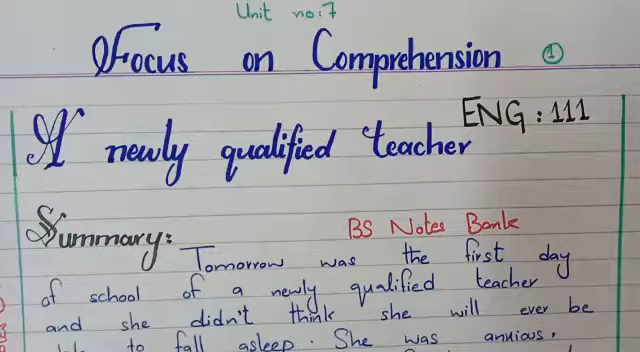 Unit no:7
Focus on Comprehension 1
ENG : 111
A newly qualified teacher
Summary: BS Notes Bank
Tomorrow was the first day
of school of a newly qualified teacher
and she didn't think she will ever be
to fall asleep. She was anxious.